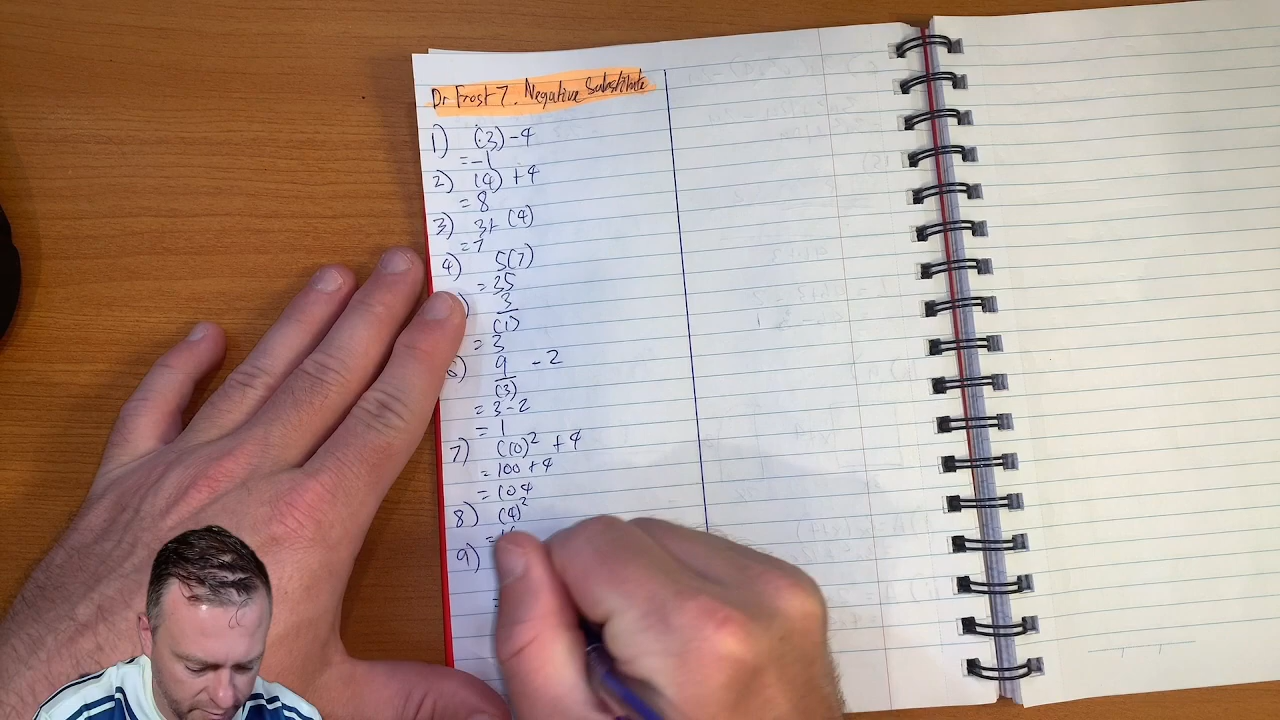 Dr Frost 7. Negative Substitute
1) (3) - 4
= -1
2) (4) + 4
= 8
3) 3 + (4)
= 7
4) 5(7)
= 35
3
(1)
= 3
6) 9 - 2
(3)
= 3 - 2
= 1
7) (10)² + 4
= 100 + 4
= 104
8) (4)²
= 16
9)
=